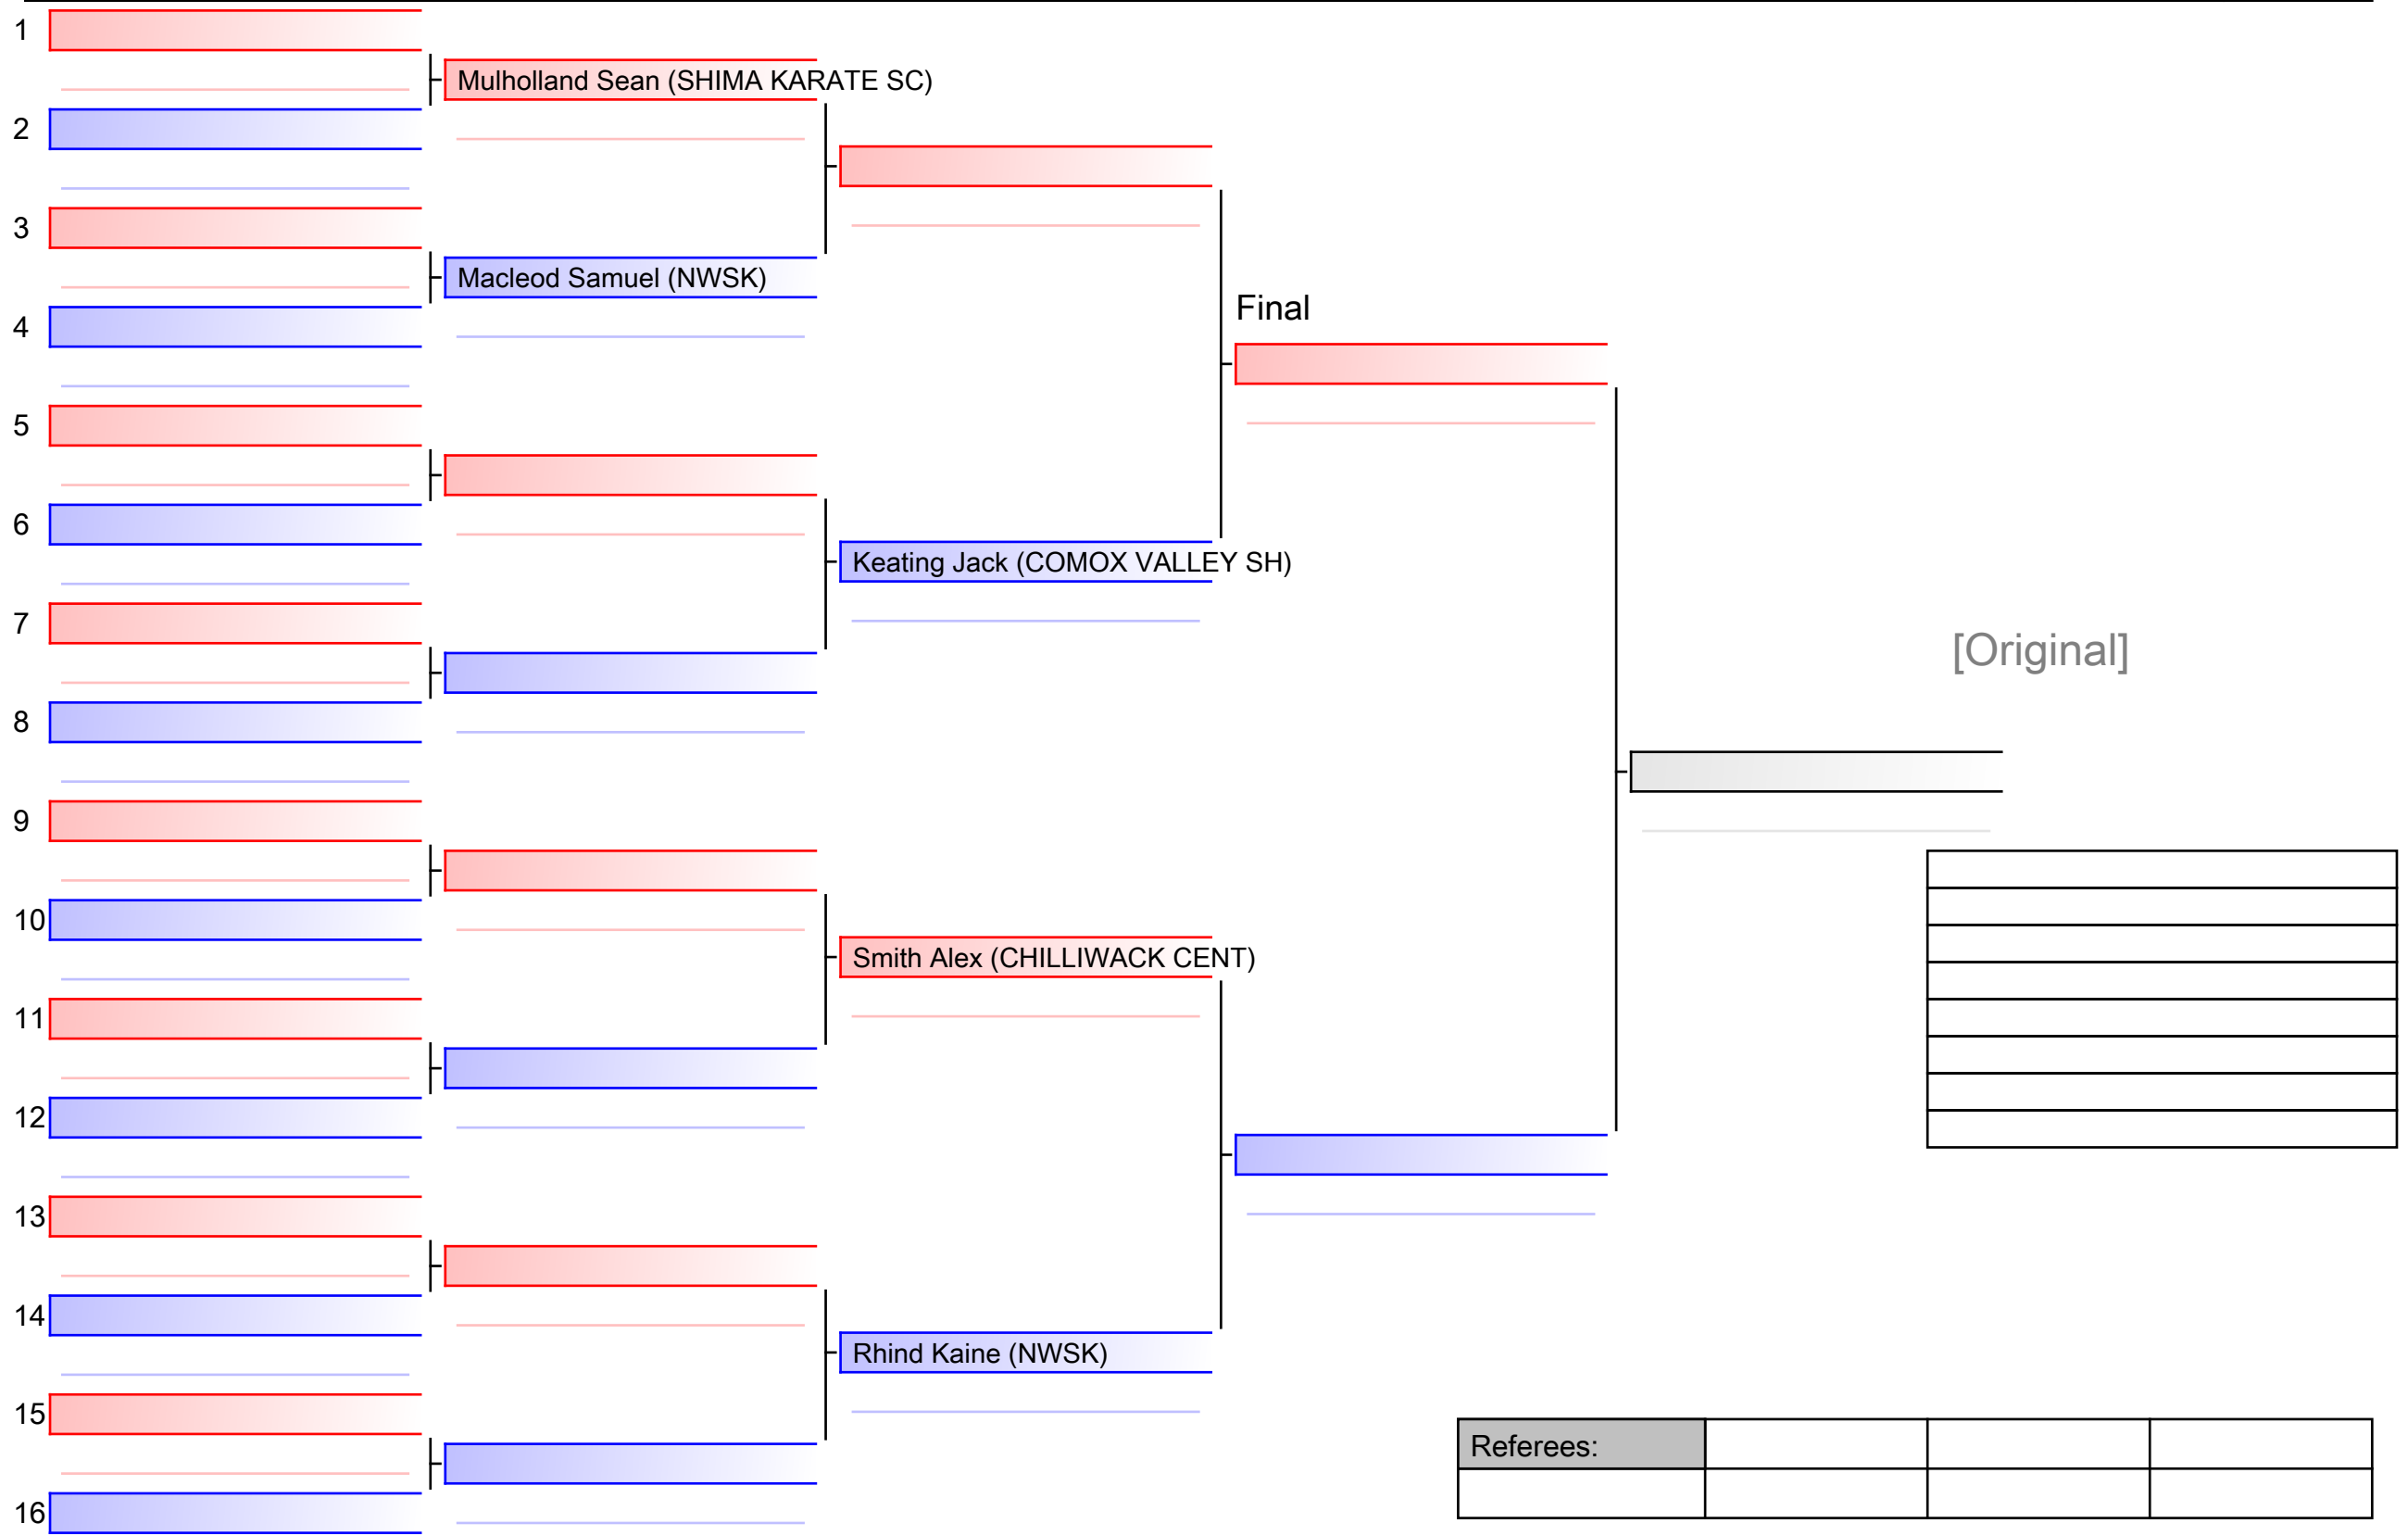 1
Mulholland Sean (SHIMA KARATE SC)
2
3
Macleod Samuel (NWSK)
4
Final
5
6
Keating Jack (COMOX VALLEY SH)
7
[Original]
8
9
10
Smith Alex (CHILLIWACK CENT)
11
12
13
14
Rhind Kaine (NWSK)
15
Referees:
16